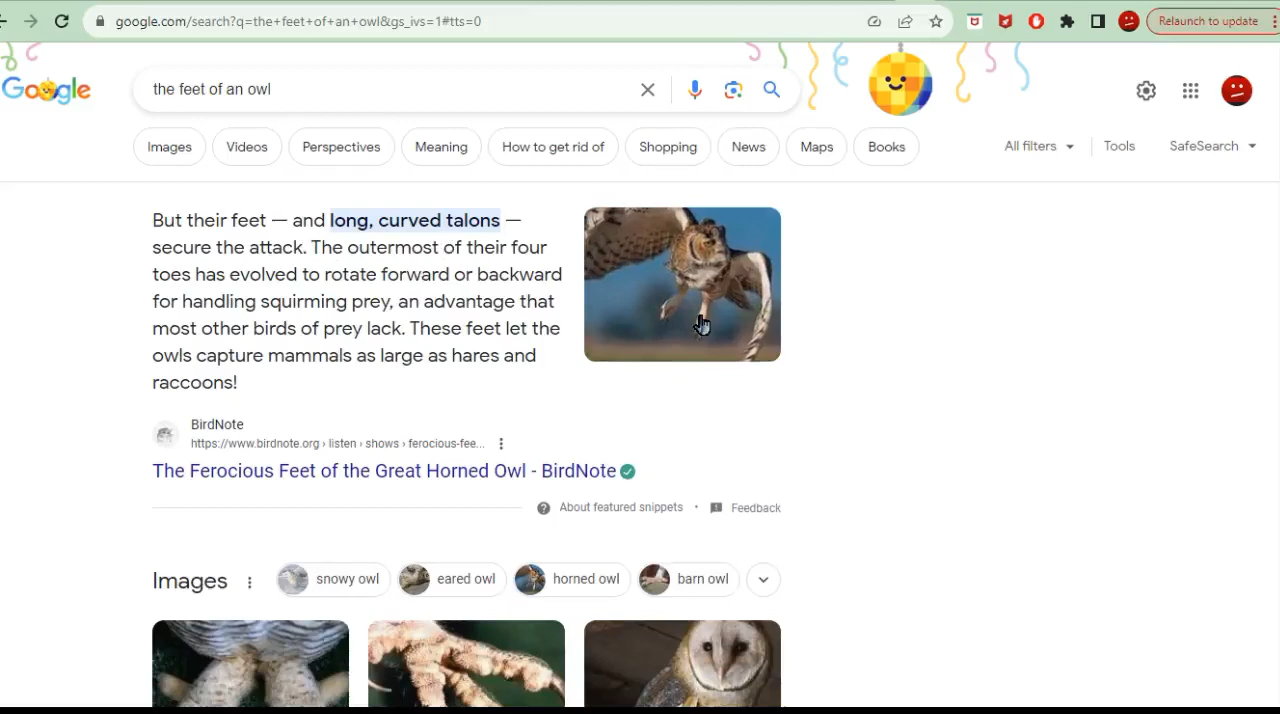 google.com/search?q=the+feet+of+an+owl&gs_ivs=1#tts=0
Relaunch to update
Google
the feet of an owl
Images
Videos
Perspectives
Meaning
How to get rid of
Shopping
News
Maps
Books
All filters
Tools
SafeSearch
But their feet — and long, curved talons —
secure the attack. The outermost of their four
toes has evolved to rotate forward or backward
for handling squirming prey, an advantage that
most other birds of prey lack. These feet let the
owls capture mammals as large as hares and
raccoons!
BirdNote
https://www.birdnote.org › listen › shows › ferocious-fee...
The Ferocious Feet of the Great Horned Owl - BirdNote
About featured snippets
•
Feedback
Images
snowy owl
eared owl
horned owl
barn owl